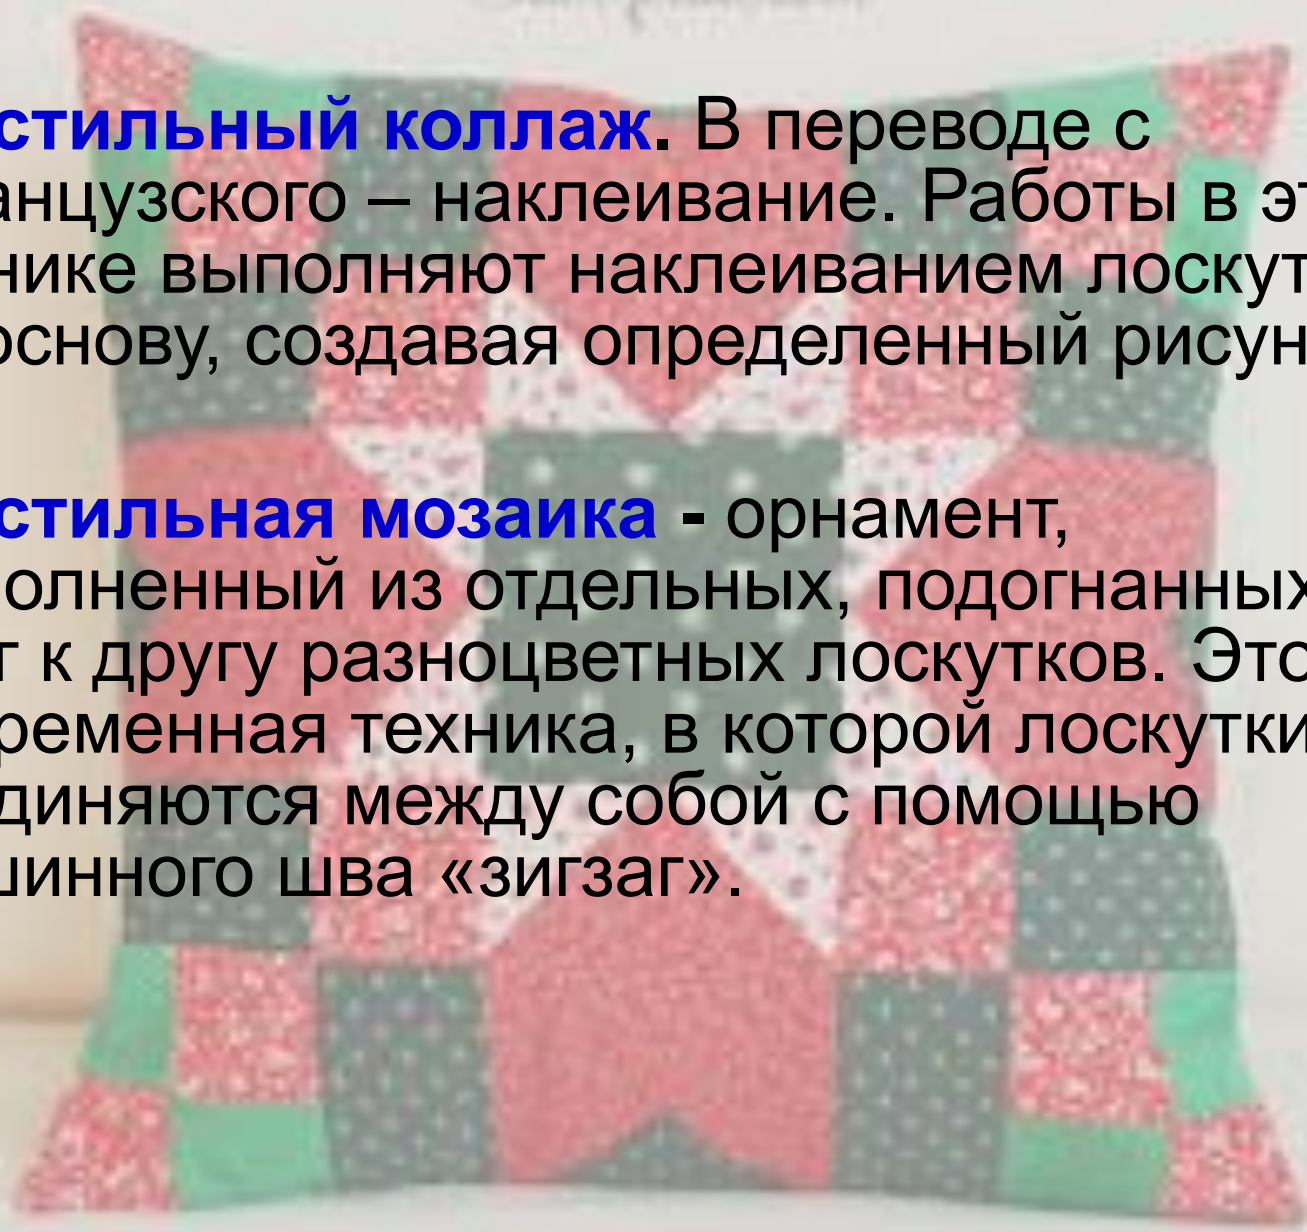 стильный коллаж. В переводе с
анцузского – наклеивание. Работы в эт
нике выполняют наклеиванием лоскут
основу, создавая определенный рисун
стильная мозаика - орнамент,
олненный из отдельных, подогнанных
г к другу разноцветных лоскутков. Это
ременная техника, в которой лоскутки
диняются между собой с помощью
шинного шва «зигзаг».